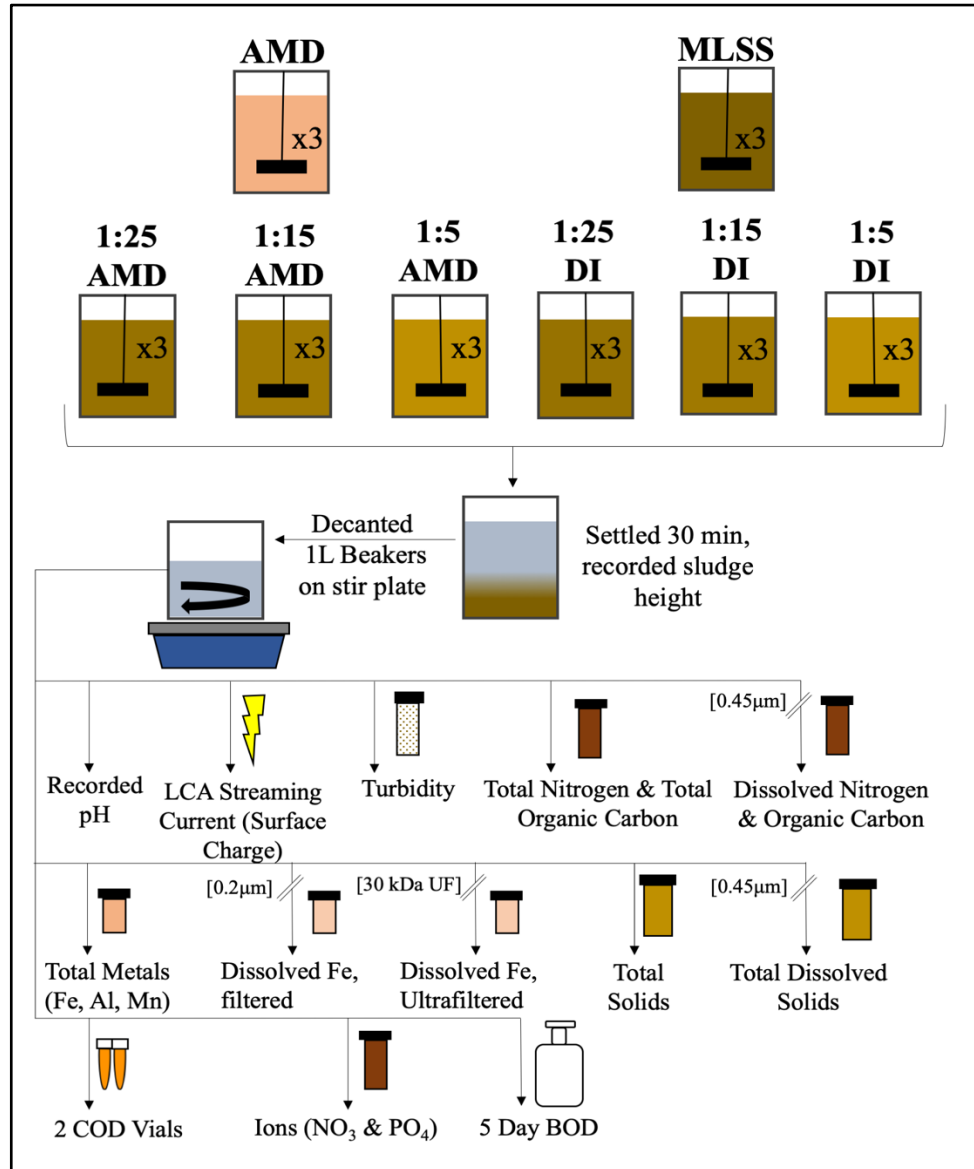 AMD
MLSS
x3
x3
1:25
AMD
1:15
AMD
1:5
AMD
1:25
DI
1:15
DI
1:5
DI
x3
x3
x3
x3
x3
x3
Decanted
1L Beakers
on stir plate
Settled 30 min,
recorded sludge
height
Recorded
pH
LCA Streaming
Current (Surface
Charge)
Turbidity
Total Nitrogen & Total
Organic Carbon
[0.45µm]
Dissolved Nitrogen
& Organic Carbon
Total Metals
(Fe, Al, Mn)
[0.2µm]
Dissolved Fe,
filtered
[30 kDa UF]
Dissolved Fe,
Ultrafiltered
Total
Solids
[0.45µm]
Total Dissolved
Solids
2 COD Vials
Ions (NO₃ & PO₄)
5 Day BOD